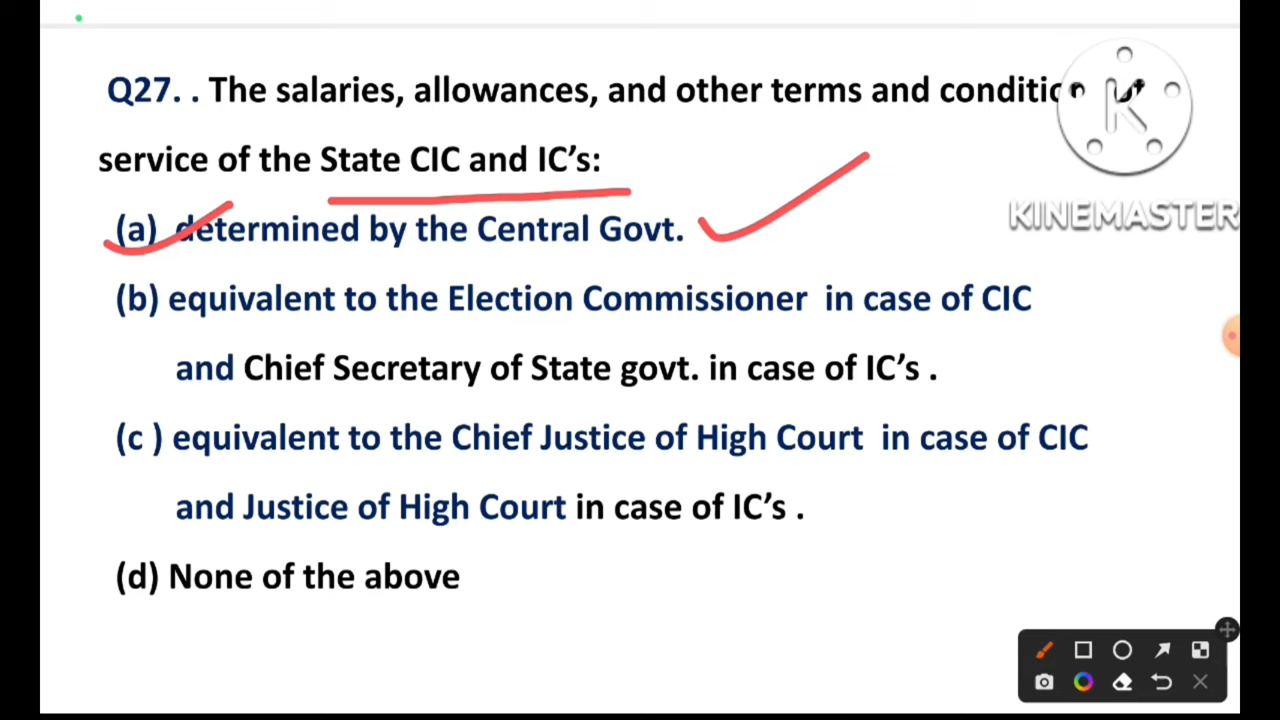 Q27. . The salaries, allowances, and other terms and condition of
service of the State CIC and IC’s:
(a) determined by the Central Govt.
(b) equivalent to the Election Commissioner in case of CIC
and Chief Secretary of State govt. in case of IC’s .
(c ) equivalent to the Chief Justice of High Court in case of CIC
and Justice of High Court in case of IC’s .
(d) None of the above
K
KINEMASTER